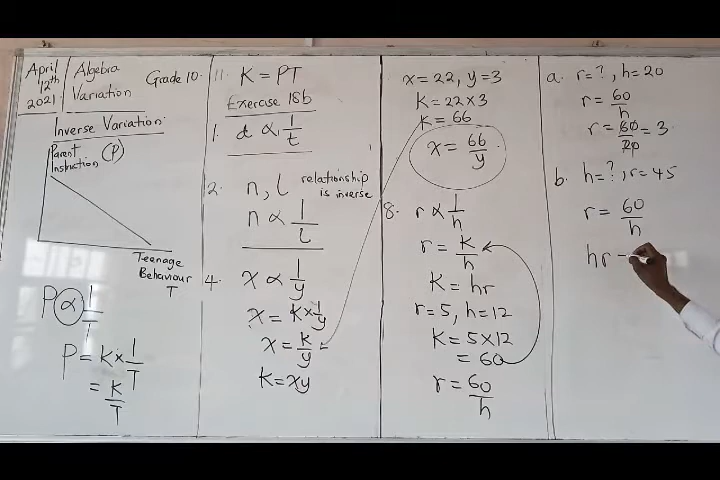 April
12th
2021
Algebra
Variation
Grade 10.
Inverse Variation.
Parent
Instruction (P)
Teenage
Behaviour
T
P ∝ 1/T
P = K × 1/T
= K/T
11. K = PT
Exercise 18b
1. d ∝ 1/t
2. n, l relationship
is inverse
n ∝ 1/l
4. x ∝ 1/y
x = K × 1/y
x = K/y
K = xy
x = 22, y = 3
K = 22 × 3
K = 66
x = 66/y
8. r ∝ 1/h
r = K/h
K = hr
r = 5, h = 12
K = 5 × 12
= 60
r = 60/h
a. r = ?, h = 20
r = 60/h
r = 60/20 = 3
b. h = ?, r = 45
r = 60/h
hr =